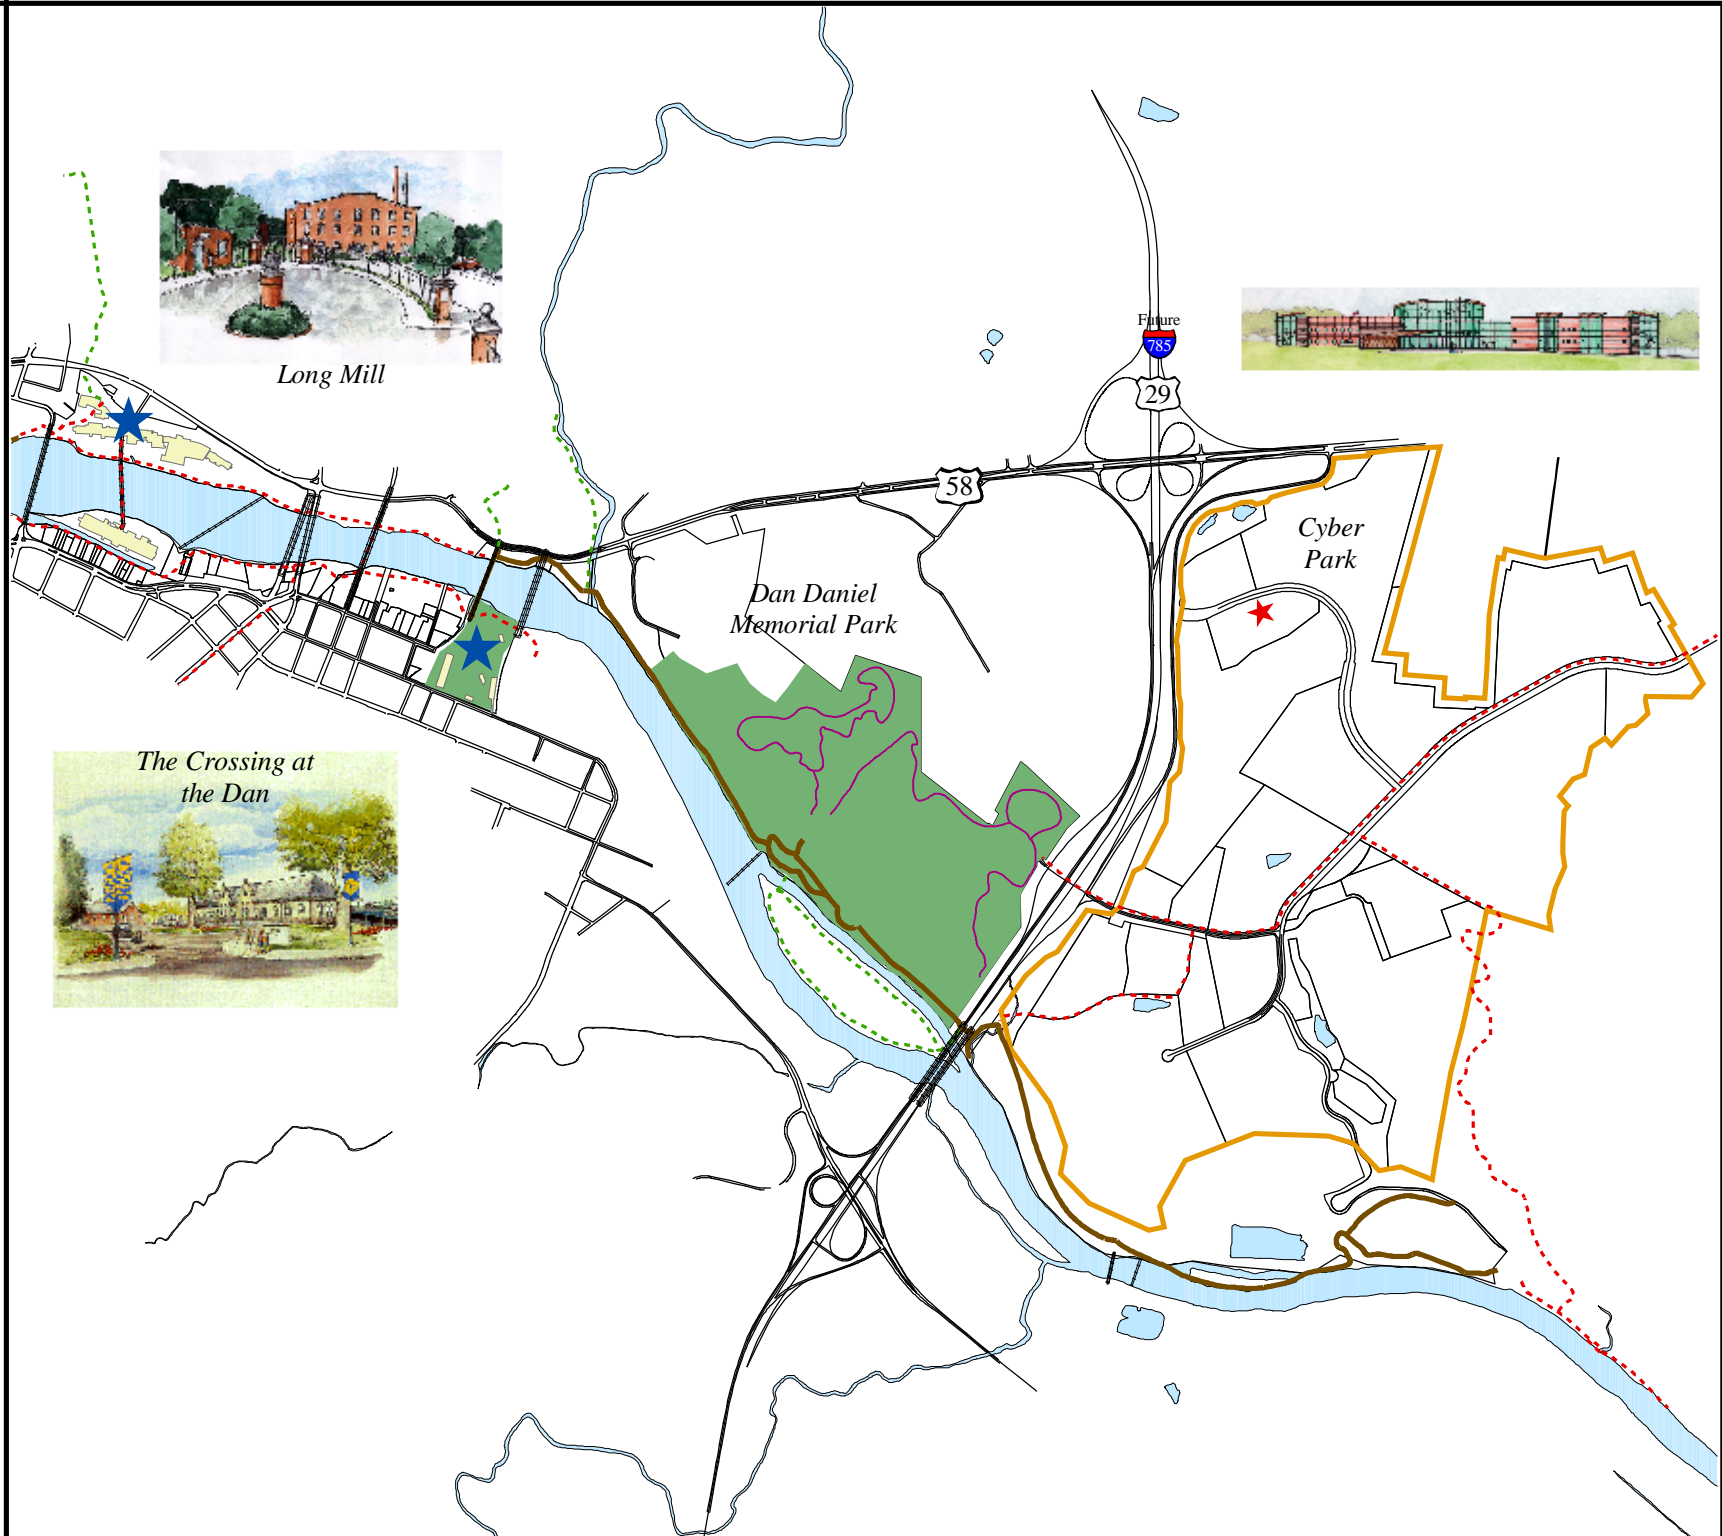 Future
785
29
Long Mill
58
Cyber
Park
Dan Daniel
Memorial Park
The Crossing at
the Dan